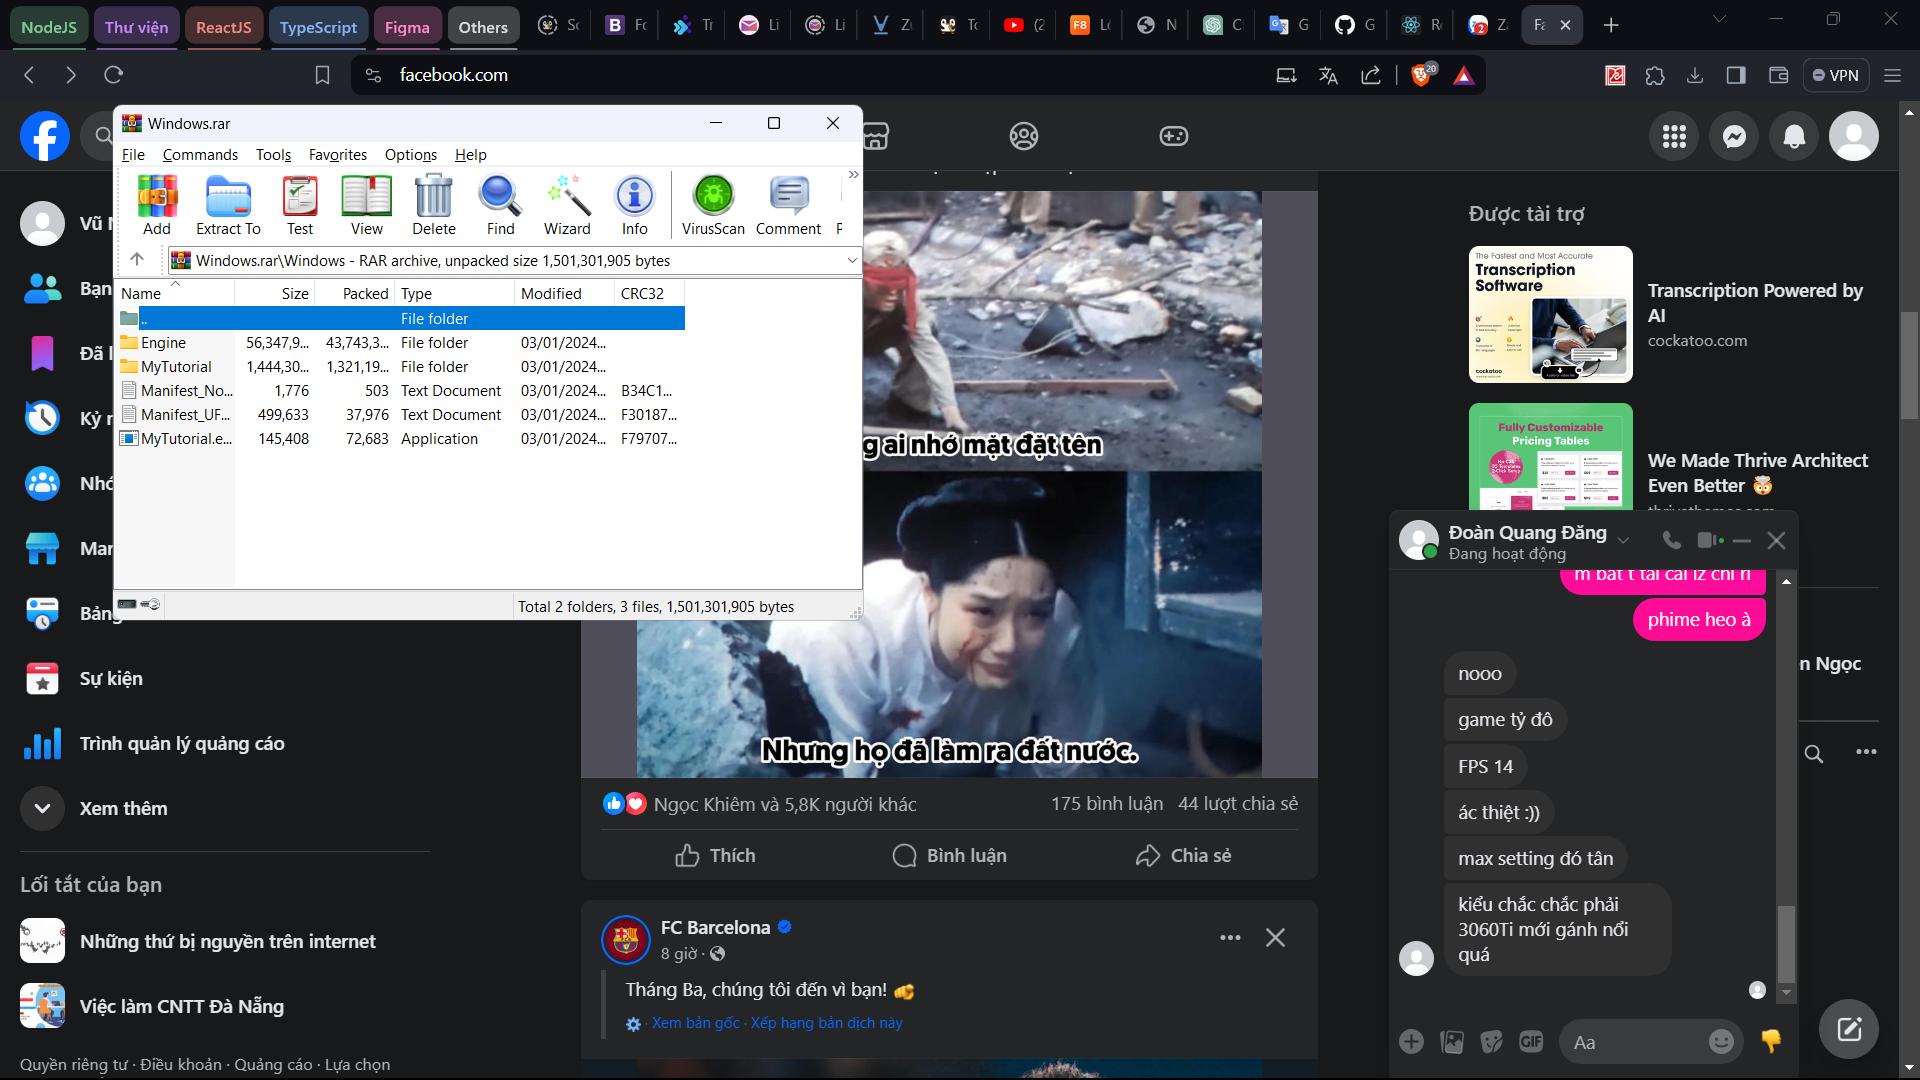 NodeJS
Thư viện
ReactJS
TypeScript
Figma
Others
facebook.com
20
VPN
Windows.rar
File Commands Tools Favorites Options Help
Add
Extract To
Test
View
Delete
Find
Wizard
Info
VirusScan
Comment
Windows.rar\Windows - RAR archive, unpacked size 1,501,301,905 bytes
Name Size Packed Type Modified CRC32
.. File folder
Engine 56,347,9... 43,743,3... File folder 03/01/2024...
MyTutorial 1,444,30... 1,321,19... File folder 03/01/2024...
Manifest_No... 1,776 503 Text Document 03/01/2024... B34C1...
Manifest_UF... 499,633 37,976 Text Document 03/01/2024... F30187...
MyTutorial.e... 145,408 72,683 Application 03/01/2024... F79707...
Total 2 folders, 3 files, 1,501,301,905 bytes
Sự kiện
Trình quản lý quảng cáo
Xem thêm
Lối tắt của bạn
Những thứ bị nguyền trên internet
Việc làm CNTT Đà Nẵng
Quyền riêng tư · Điều khoản · Quảng cáo · Lựa chọn
ai nhớ mặt đặt tên
Nhưng họ đã làm ra đất nước.
Ngọc Khiêm và 5,8K người khác
175 bình luận 44 lượt chia sẻ
Thích
Bình luận
Chia sẻ
FC Barcelona
8 giờ ·
Tháng Ba, chúng tôi đến vì bạn!
· Xem bản gốc · Xếp hạng bản dịch này
Được tài trợ
The Fastest and Most Accurate
Transcription
Software
cockatoo
Transcription Powered by
AI
cockatoo.com
Fully Customizable
Pricing Tables
We Made Thrive Architect
Even Better
Ngọc
Đoàn Quang Đăng
Đang hoạt động
phime heo à
nooo
game tỷ đô
FPS 14
ác thiệt :))
max setting đó tân
kiểu chắc chắc phải
3060Ti mới gánh nổi
quá
GIF
Aa